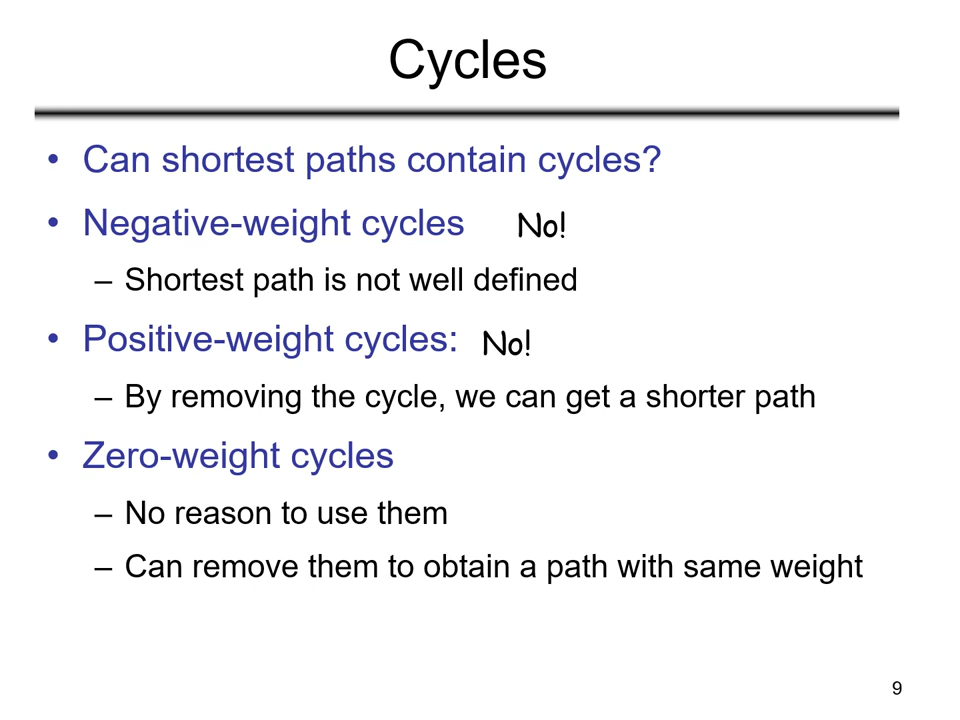 Cycles
• Can shortest paths contain cycles?
• Negative-weight cycles No!
– Shortest path is not well defined
• Positive-weight cycles: No!
– By removing the cycle, we can get a shorter path
• Zero-weight cycles
– No reason to use them
– Can remove them to obtain a path with same weight
9